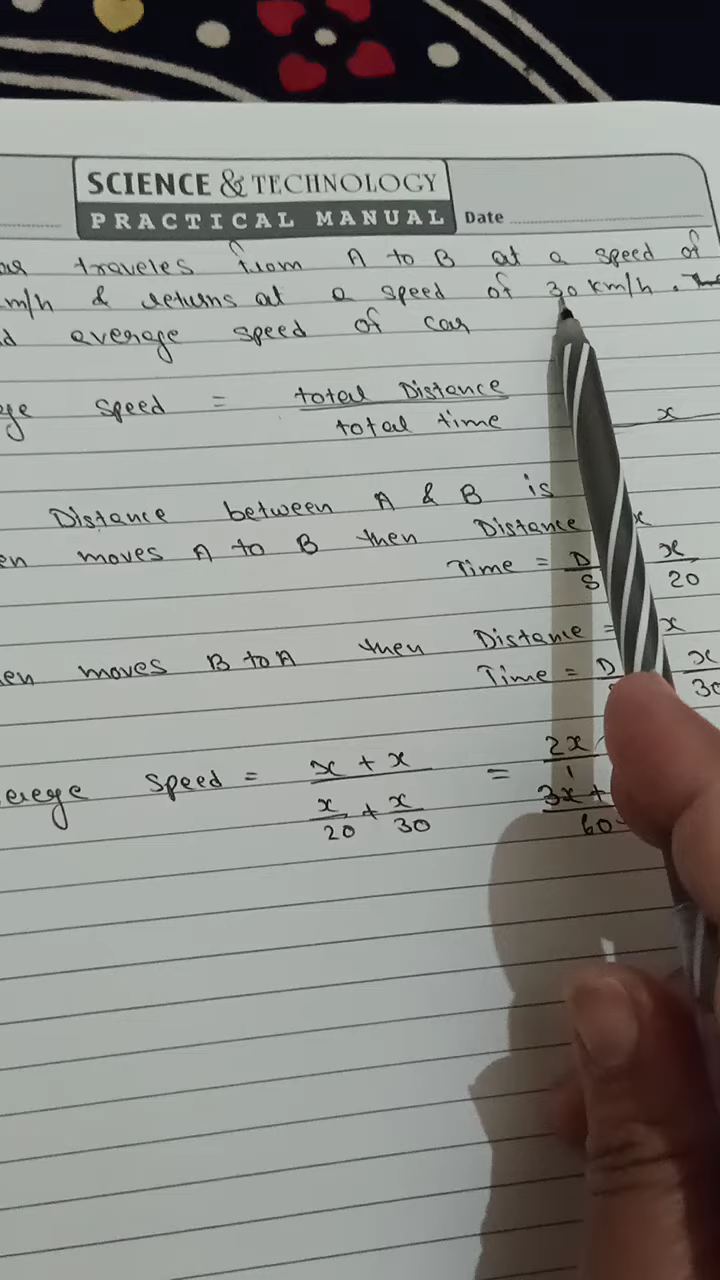 SCIENCE & TECHNOLOGY
PRACTICAL MANUAL Date
traveles from A to B at a speed of
m/h & returns at a speed of 30 km/h.
average speed of car
speed = total Distance
total time
x
Distance between A & B is
moves A to B then Distance x
Time = D/S x/20
moves B to A then Distance = x
Time = D x/30
speed = x + x / x/20 + x/30 = 2x/1 / 3x + / 60